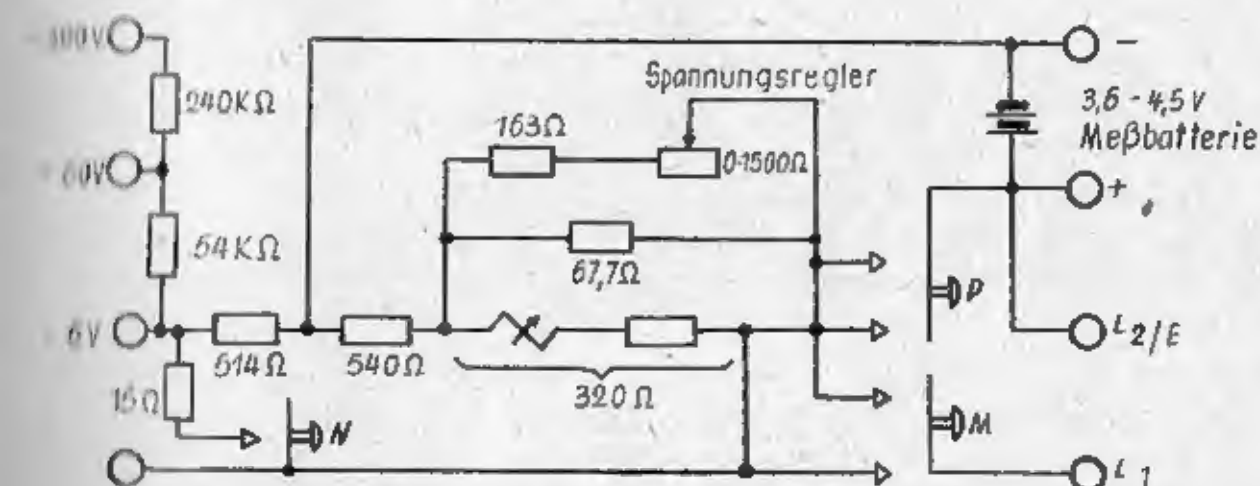 300V
240KΩ
60V
54KΩ
6V
514Ω
15Ω
N
540Ω
320Ω
67,7Ω
163Ω
0-1500Ω
Spannungsregler
−
3,6 - 4,5 V
Meßbatterie
+
P
L2/E
M
L1